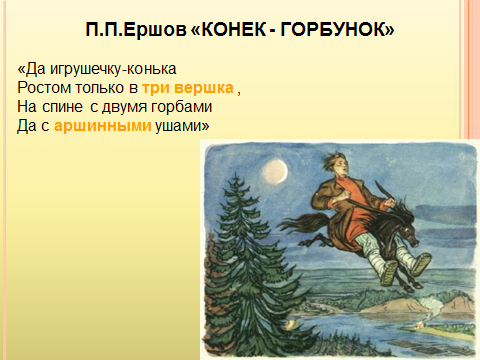 П.П.Ершов «КОНЕК - ГОРБУНОК»
«Да игрушечку-конька
Ростом только в три вершка ,
На спине с двумя горбами
Да с аршинными ушами»